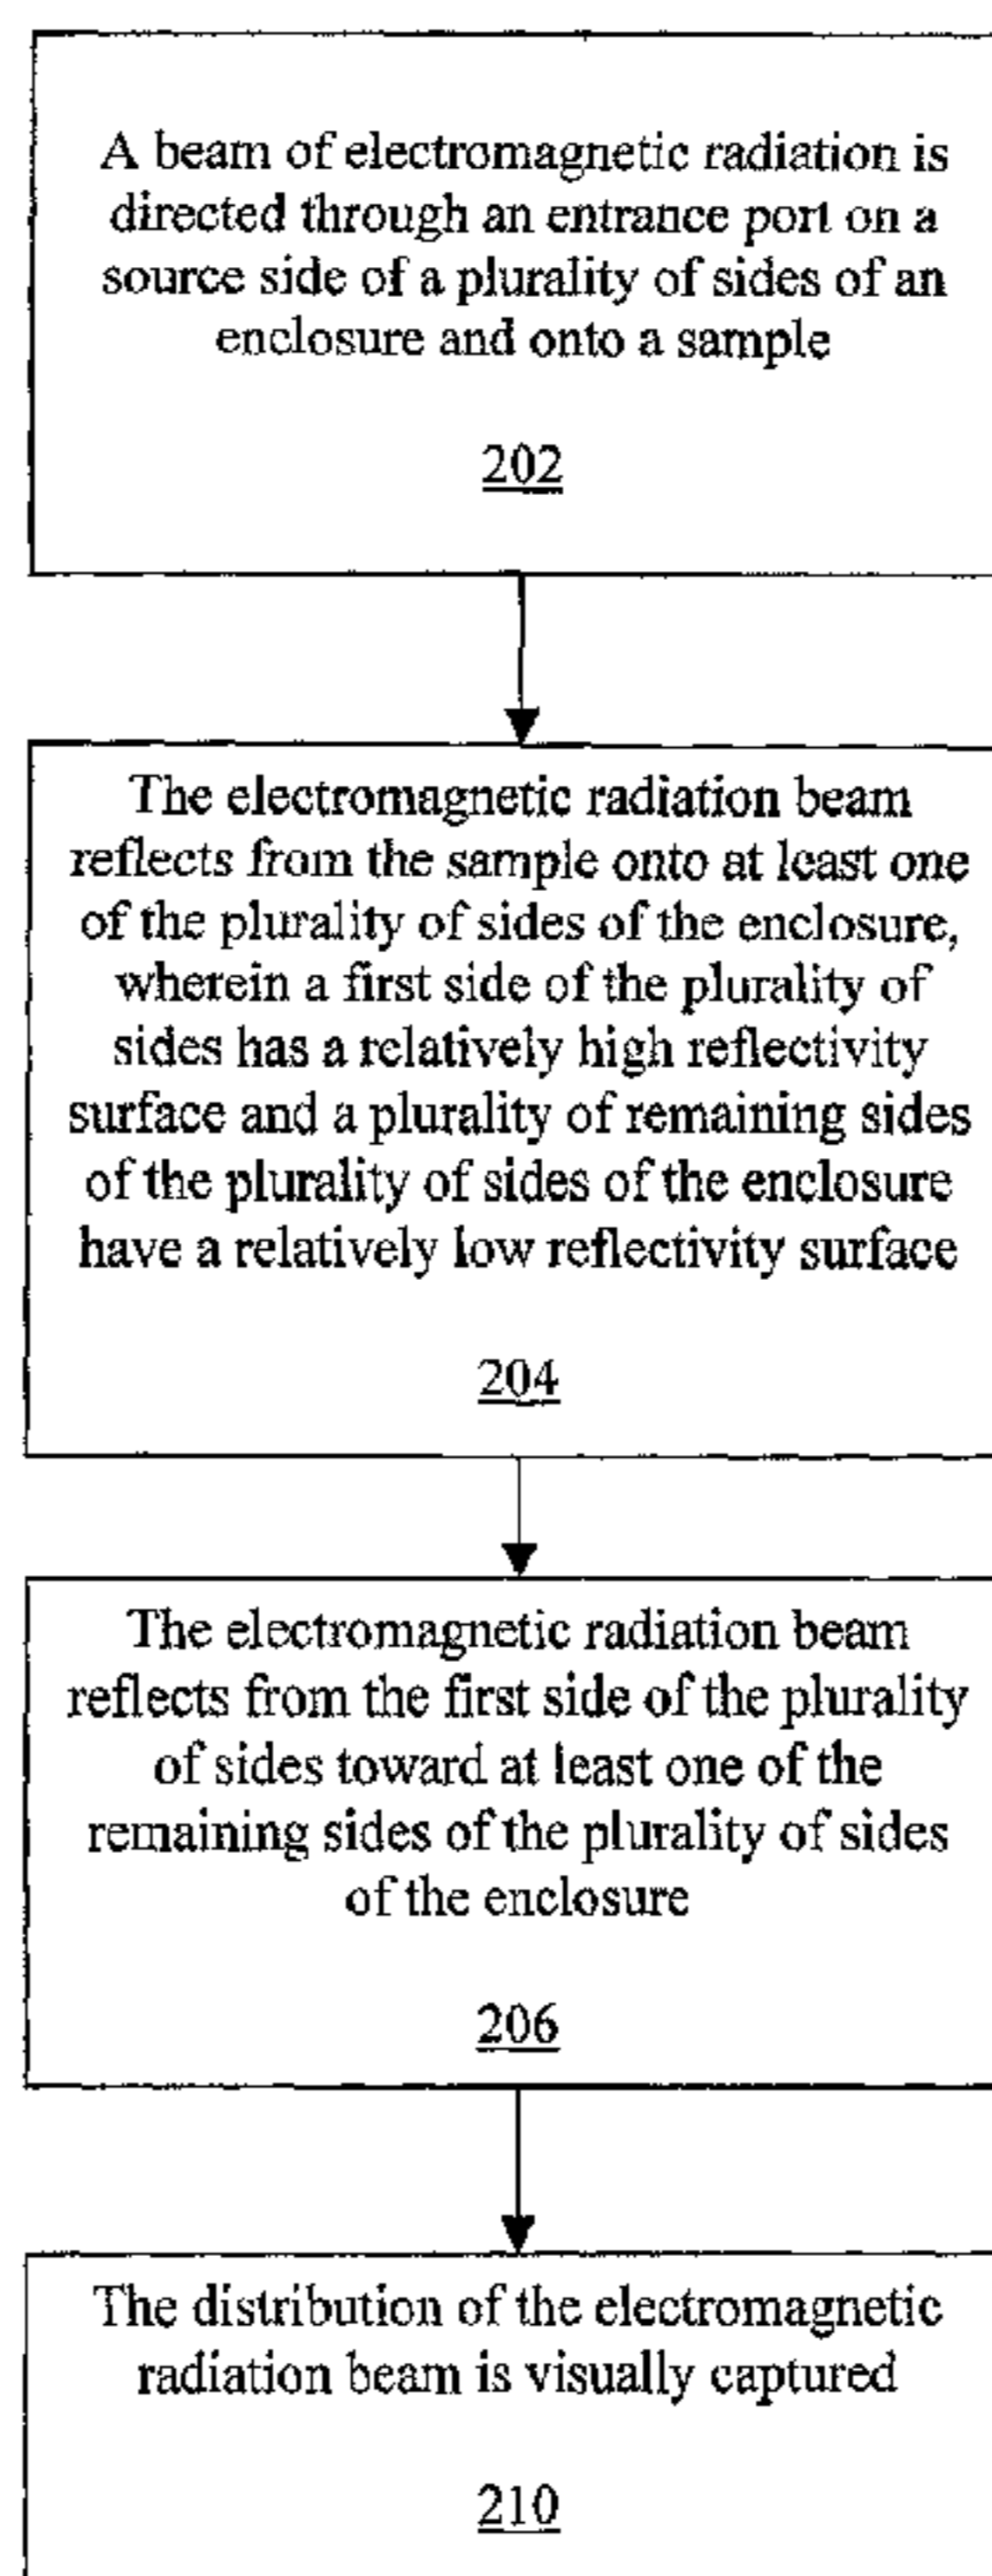 A beam of electromagnetic radiation is
directed through an entrance port on a
source side of a plurality of sides of an
enclosure and onto a sample
202
The electromagnetic radiation beam
reflects from the sample onto at least one
of the plurality of sides of the enclosure,
wherein a first side of the plurality of
sides has a relatively high reflectivity
surface and a plurality of remaining sides
of the plurality of sides of the enclosure
have a relatively low reflectivity surface
204
The electromagnetic radiation beam
reflects from the first side of the plurality
of sides toward at least one of the
remaining sides of the plurality of sides
of the enclosure
206
The distribution of the electromagnetic
radiation beam is visually captured
210